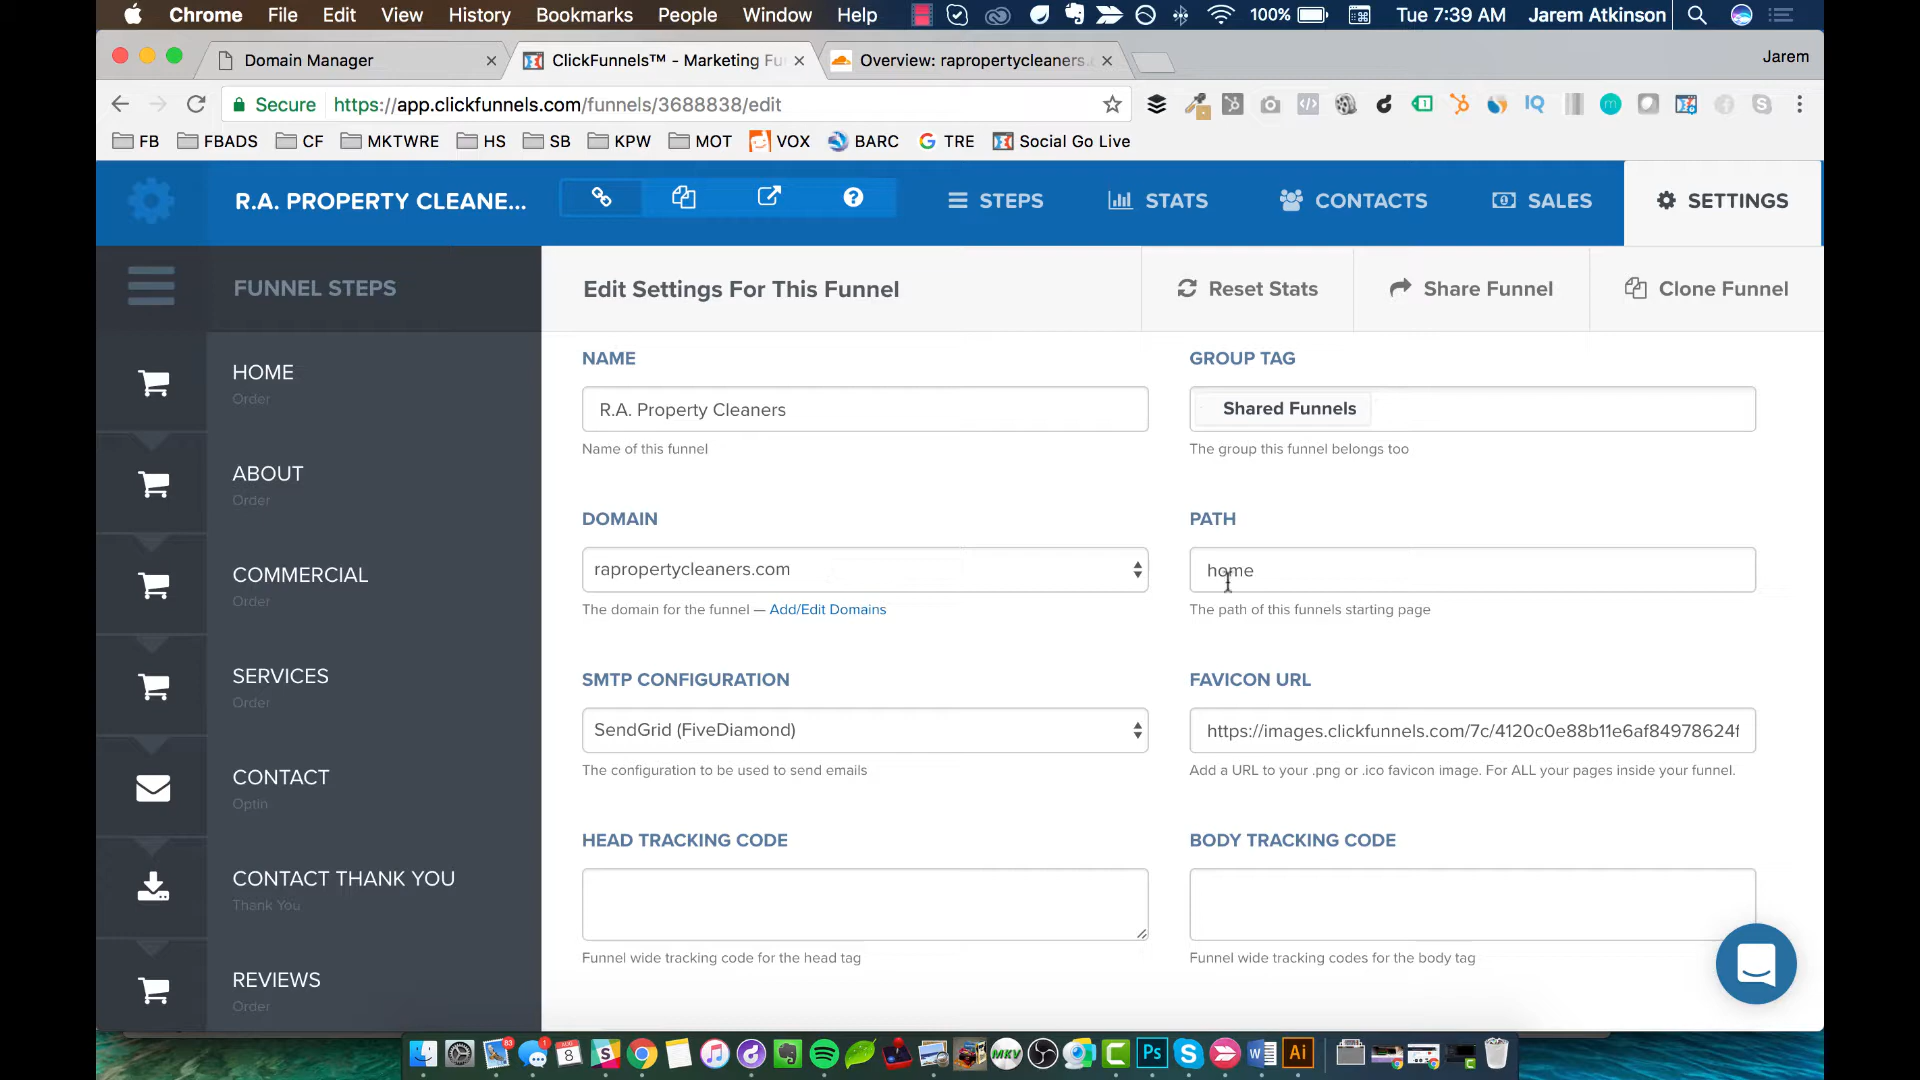 Chrome File Edit View History Bookmarks People Window Help 100% Tue 7:39 AM Jarem Atkinson
Domain Manager ClickFunnels™ - Marketing Fu Overview: rapropertycleaners. Jarem
Secure https://app.clickfunnels.com/funnels/3688838/edit
FB FBADS CF MKTWRE HS SB KPW MOT VOX BARC TRE Social Go Live
R.A. PROPERTY CLEANE... STEPS STATS CONTACTS SALES SETTINGS
FUNNEL STEPS Edit Settings For This Funnel Reset Stats Share Funnel Clone Funnel
HOME
Order
ABOUT
Order
COMMERCIAL
Order
SERVICES
Order
CONTACT
Optin
CONTACT THANK YOU
Thank You
REVIEWS
Order
NAME GROUP TAG
R.A. Property Cleaners Shared Funnels
Name of this funnel The group this funnel belongs too
DOMAIN PATH
rapropertycleaners.com home
The domain for the funnel — Add/Edit Domains The path of this funnels starting page
SMTP CONFIGURATION FAVICON URL
SendGrid (FiveDiamond) https://images.clickfunnels.com/7c/4120c0e88b11e6af84978624f
The configuration to be used to send emails Add a URL to your .png or .ico favicon image. For ALL your pages inside your funnel.
HEAD TRACKING CODE BODY TRACKING CODE
Funnel wide tracking code for the head tag Funnel wide tracking codes for the body tag